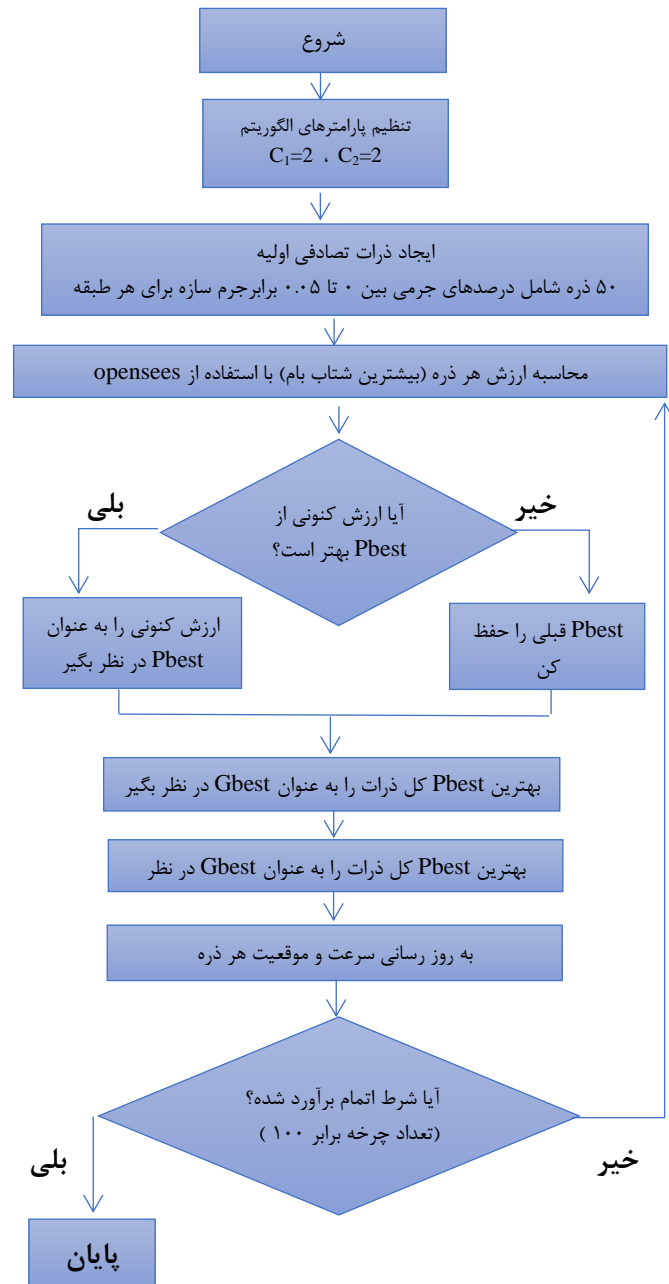 شروع
تنظیم پارامترهای الگوریتم
C₁=2 ، C₂=2
ایجاد ذرات تصادفی اولیه
۵۰ ذره شامل درصدهای جرمی بین ۰ تا ۰.۰۵ برابرجرم سازه برای هر طبقه
محاسبه ارزش هر ذره (بیشترین شتاب بام) با استفاده از opensees
آیا ارزش کنونی از
Pbest بهتر است؟
خیر
بلی
Pbest قبلی را حفظ
کن
ارزش کنونی را به عنوان
Pbest در نظر بگیر
بهترین Pbest کل ذرات را به عنوان Gbest در نظر بگیر
بهترین Pbest کل ذرات را به عنوان Gbest در نظر
به روز رسانی سرعت و موقعیت هر ذره
آیا شرط اتمام برآورد شده؟
(تعداد چرخه برابر ۱۰۰ )
خیر
بلی
پایان